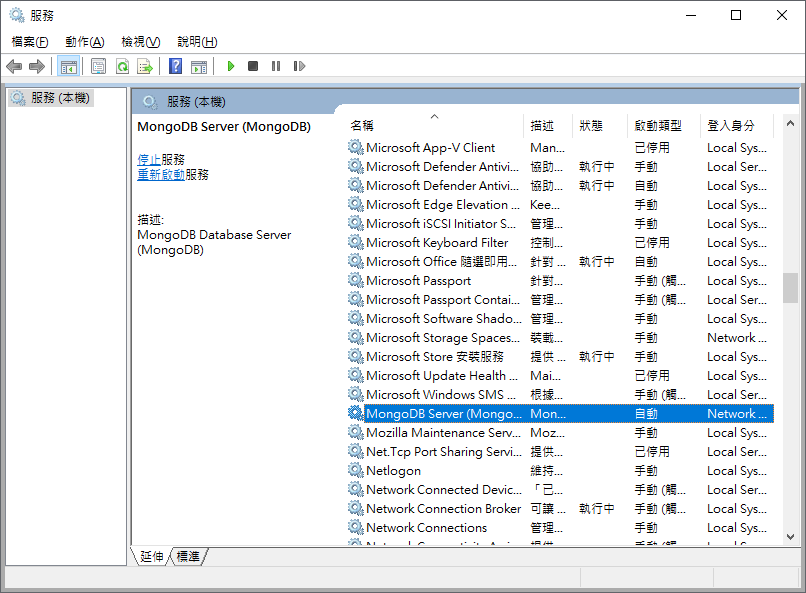 服務
檔案(F) 動作(A) 檢視(V) 說明(H)
服務 (本機)
服務 (本機)
MongoDB Server (MongoDB)
停止服務
重新啟動服務
描述:
MongoDB Database Server
(MongoDB)
名稱 描述 狀態 啟動類型 登入身分
Microsoft App-V Client Man... 已停用 Local Sys...
Microsoft Defender Antivi... 協助... 執行中 手動 Local Ser...
Microsoft Defender Antivi... 協助... 執行中 自動 Local Sys...
Microsoft Edge Elevation ... Kee... 手動 Local Sys...
Microsoft iSCSI Initiator S... 管理... 手動 Local Sys...
Microsoft Keyboard Filter 控制... 已停用 Local Sys...
Microsoft Office 隨選即用... 針對 ... 執行中 自動 Local Sys...
Microsoft Passport 針對 ... 手動 (觸... Local Sys...
Microsoft Passport Contai... 管理... 手動 (觸... Local Ser...
Microsoft Software Shado... 管理... 手動 Local Sys...
Microsoft Storage Spaces... 裝載... 手動 Network ...
Microsoft Store 安裝服務 提供 ... 執行中 手動 Local Sys...
Microsoft Update Health ... Mai... 已停用 Local Sys...
Microsoft Windows SMS ... 根據... 手動 (觸... Local Ser...
MongoDB Server (Mongo... Mon... 自動 Network ...
Mozilla Maintenance Serv... Moz... 手動 Local Sys...
Net.Tcp Port Sharing Servi... 提供... 已停用 Local Ser...
Netlogon 維持... 手動 Local Sys...
Network Connected Devic... 「已... 手動 (觸... Local Ser...
Network Connection Broker 可讓 ... 執行中 手動 (觸... Local Sys...
Network Connections 管理... 手動 Local Sys...
延伸 標準